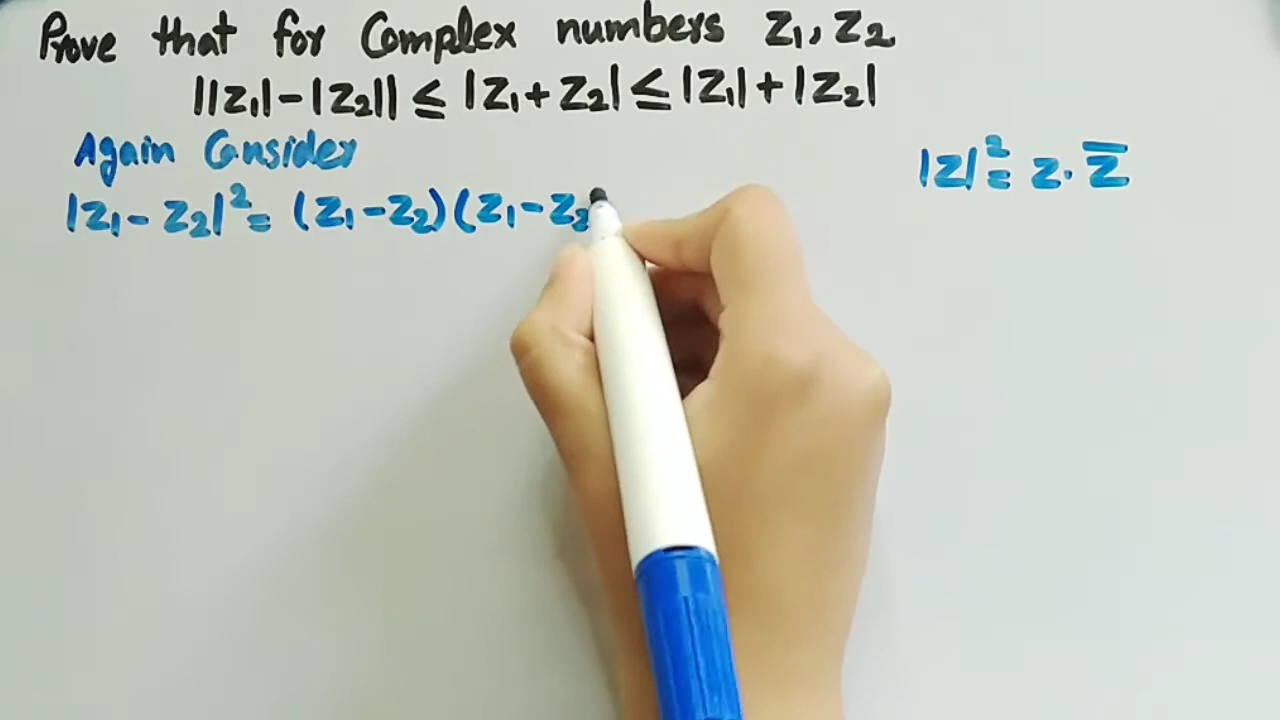 Prove that for Complex numbers z₁, z₂
||z₁|-|z₂|| ≤ |z₁+z₂| ≤ |z₁|+|z₂|
Again Consider
|z|² = z·z̅
|z₁-z₂|² = (z₁-z₂)(z₁-z₂